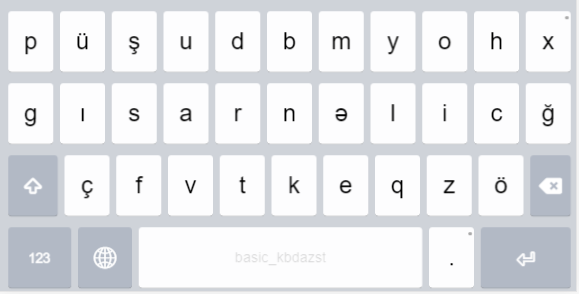 p ü ş u d b m y o h x
g ı s a r n ə l i c ğ
ç f v t k e q z ö
123 basic_kbdazst .